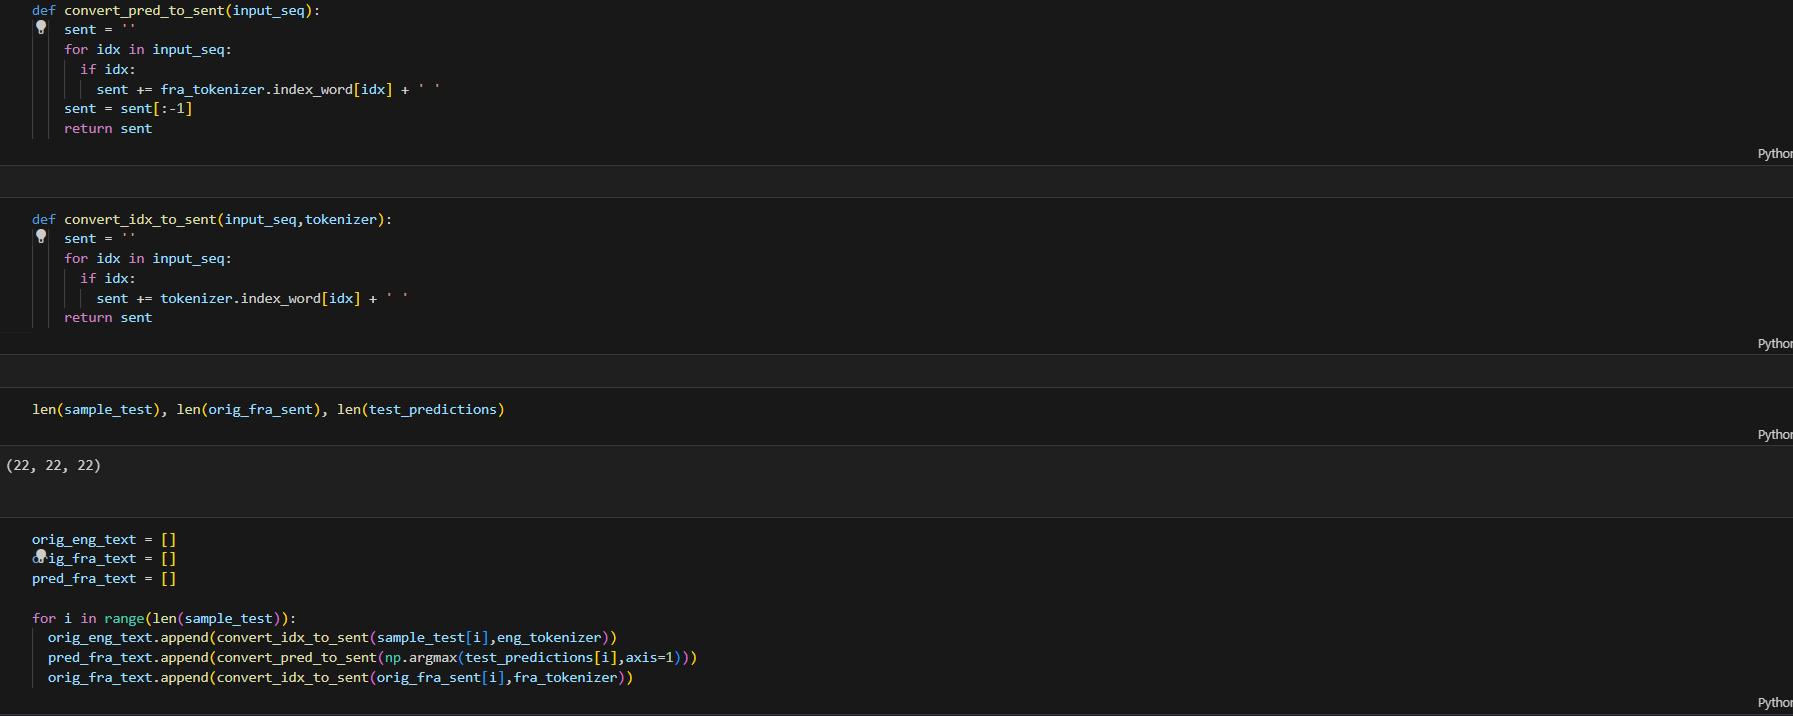 def convert_pred_to_sent(input_seq):
    sent = ''
    for idx in input_seq:
      if idx:
        sent += fra_tokenizer.index_word[idx] + ' '
    sent = sent[:-1]
    return sent
Python
def convert_idx_to_sent(input_seq,tokenizer):
    sent = ''
    for idx in input_seq:
      if idx:
        sent += tokenizer.index_word[idx] + ' '
    return sent
Python
len(sample_test), len(orig_fra_sent), len(test_predictions)
Python
(22, 22, 22)
orig_eng_text = []
orig_fra_text = []
pred_fra_text = []
for i in range(len(sample_test)):
  orig_eng_text.append(convert_idx_to_sent(sample_test[i],eng_tokenizer))
  pred_fra_text.append(convert_pred_to_sent(np.argmax(test_predictions[i],axis=1)))
  orig_fra_text.append(convert_idx_to_sent(orig_fra_sent[i],fra_tokenizer))
Python